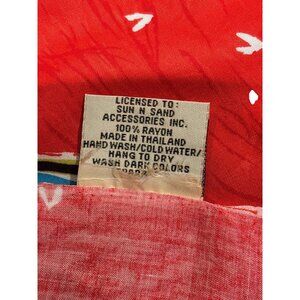 LICENSED TO:
SUN N SAND
ACCESSORIES INC.
100% RAYON
MADE IN THAILAND
HAND WASH/COLD WATER/
HANG TO DRY
WASH DARK COLORS